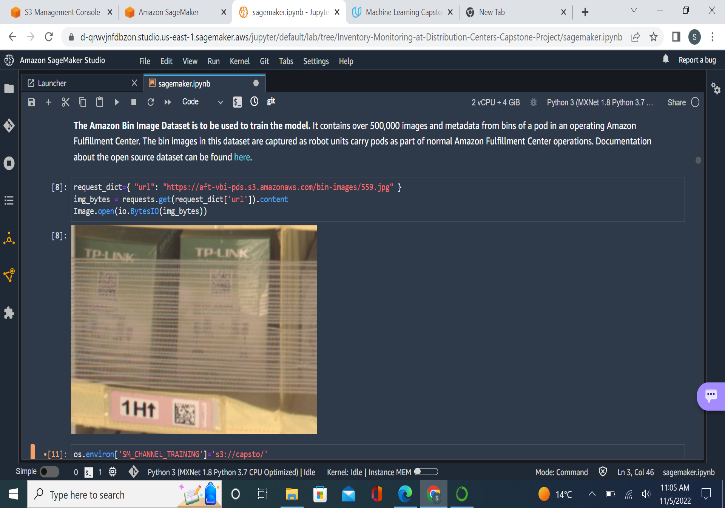 S3 Management Console
Amazon SageMaker
sagemaker.ipynb - Jupyte
Machine Learning Capsto
New Tab
d-qrwvjnfdbzon.studio.us-east-1.sagemaker.aws/jupyter/default/lab/tree/Inventory-Monitoring-at-Distribution-Centers-Capstone-Project/sagemaker.ipynb
S
Amazon SageMaker Studio
File Edit View Run Kernel Git Tabs Settings Help
Report a bug
Launcher
sagemaker.ipynb
Code
git
2 vCPU + 4 GiB
Python 3 (MXNet 1.8 Python 3.7 ...
Share
The Amazon Bin Image Dataset is to be used to train the model. It contains over 500,000 images and metadata from bins of a pod in an operating Amazon
Fulfillment Center. The bin images in this dataset are captured as robot units carry pods as part of normal Amazon Fulfillment Center operations. Documentation
about the open source dataset can be found here.
[8]: request_dict={ "url": "https://aft-vbi-pds.s3.amazonaws.com/bin-images/559.jpg" }
img_bytes = requests.get(request_dict['url']).content
Image.open(io.BytesIO(img_bytes))
[8]:
TP-LINK
TP-LINK
1H↑
[11]: os.environ['SM_CHANNEL_TRAINING']='s3://capsto/'
Simple 0 1 Python 3 (MXNet 1.8 Python 3.7 CPU Optimized) | Idle Kernel: Idle | Instance MEM Mode: Command Ln 3, Col 46 sagemaker.ipynb
Type here to search
14°C
11:05 AM
11/5/2022